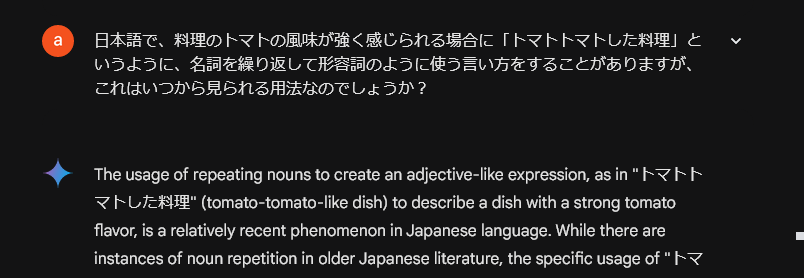 a
日本語で、料理のトマトの風味が強く感じられる場合に「トマトトマトした料理」と
いうように、名詞を繰り返して形容詞のように使う言い方をすることがありますが、
これはいつから見られる用法なのでしょうか？
The usage of repeating nouns to create an adjective-like expression, as in "トマトト
マトした料理" (tomato-tomato-like dish) to describe a dish with a strong tomato
flavor, is a relatively recent phenomenon in Japanese language. While there are
instances of noun repetition in older Japanese literature, the specific usage of "トマ